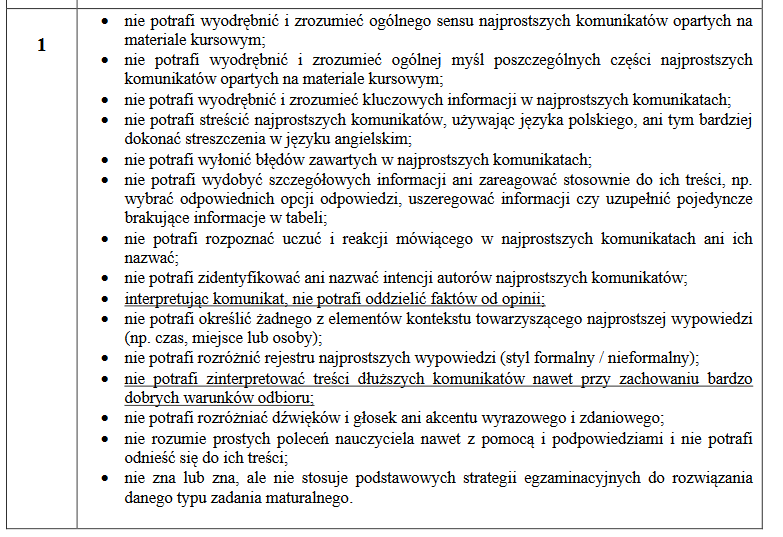 1
• nie potrafi wyodrębnić i zrozumieć ogólnego sensu najprostszych komunikatów opartych na
materiale kursowym;
• nie potrafi wyodrębnić i zrozumieć ogólnej myśl poszczególnych części najprostszych
komunikatów opartych na materiale kursowym;
• nie potrafi wyodrębnić i zrozumieć kluczowych informacji w najprostszych komunikatach;
• nie potrafi streścić najprostszych komunikatów, używając języka polskiego, ani tym bardziej
dokonać streszczenia w języku angielskim;
• nie potrafi wyłonić błędów zawartych w najprostszych komunikatach;
• nie potrafi wydobyć szczegółowych informacji ani zareagować stosownie do ich treści, np.
wybrać odpowiednich opcji odpowiedzi, uszeregować informacji czy uzupełnić pojedyncze
brakujące informacje w tabeli;
• nie potrafi rozpoznać uczuć i reakcji mówiącego w najprostszych komunikatach ani ich
nazwać;
• nie potrafi zidentyfikować ani nazwać intencji autorów najprostszych komunikatów;
• interpretując komunikat, nie potrafi oddzielić faktów od opinii;
• nie potrafi określić żadnego z elementów kontekstu towarzyszącego najprostszej wypowiedzi
(np. czas, miejsce lub osoby);
• nie potrafi rozróżnić rejestru najprostszych wypowiedzi (styl formalny / nieformalny);
• nie potrafi zinterpretować treści dłuższych komunikatów nawet przy zachowaniu bardzo
dobrych warunków odbioru;
• nie potrafi rozróżniać dźwięków i głosek ani akcentu wyrazowego i zdaniowego;
• nie rozumie prostych poleceń nauczyciela nawet z pomocą i podpowiedziami i nie potrafi
odnieść się do ich treści;
• nie zna lub zna, ale nie stosuje podstawowych strategii egzaminacyjnych do rozwiązania
danego typu zadania maturalnego.